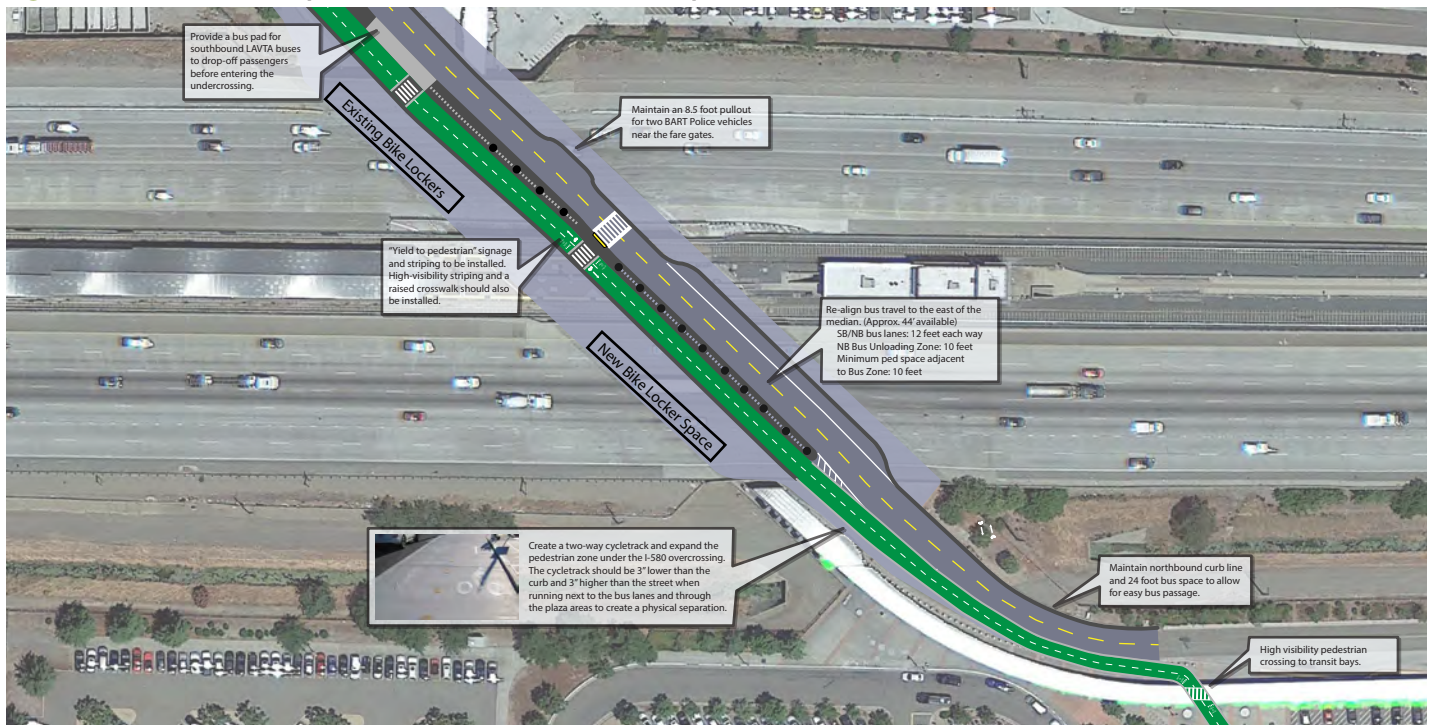 Provide a bus pad for
southbound LAVTA buses
to drop-off passengers
before entering the
undercrossing.
Existing Bike Lockers
Maintain an 8.5 foot pullout
for two BART Police vehicles
near the fare gates.
"Yield to pedestrian" signage
and striping to be installed.
High-visibility striping and a
raised crosswalk should also
be installed.
Re-align bus travel to the east of the
median. (Approx. 44' available)
SB/NB bus lanes: 12 feet each way
NB Bus Unloading Zone: 10 feet
Minimum ped space adjacent
to Bus Zone: 10 feet
New Bike Locker Space
Create a two-way cycletrack and expand the
pedestrian zone under the I-580 overcrossing.
The cycletrack should be 3" lower than the
curb and 3" higher than the street when
running next to the bus lanes and through
the plaza areas to create a physical separation.
Maintain northbound curb line
and 24 foot bus space to allow
for easy bus passage.
High visibility pedestrian
crossing to transit bays.